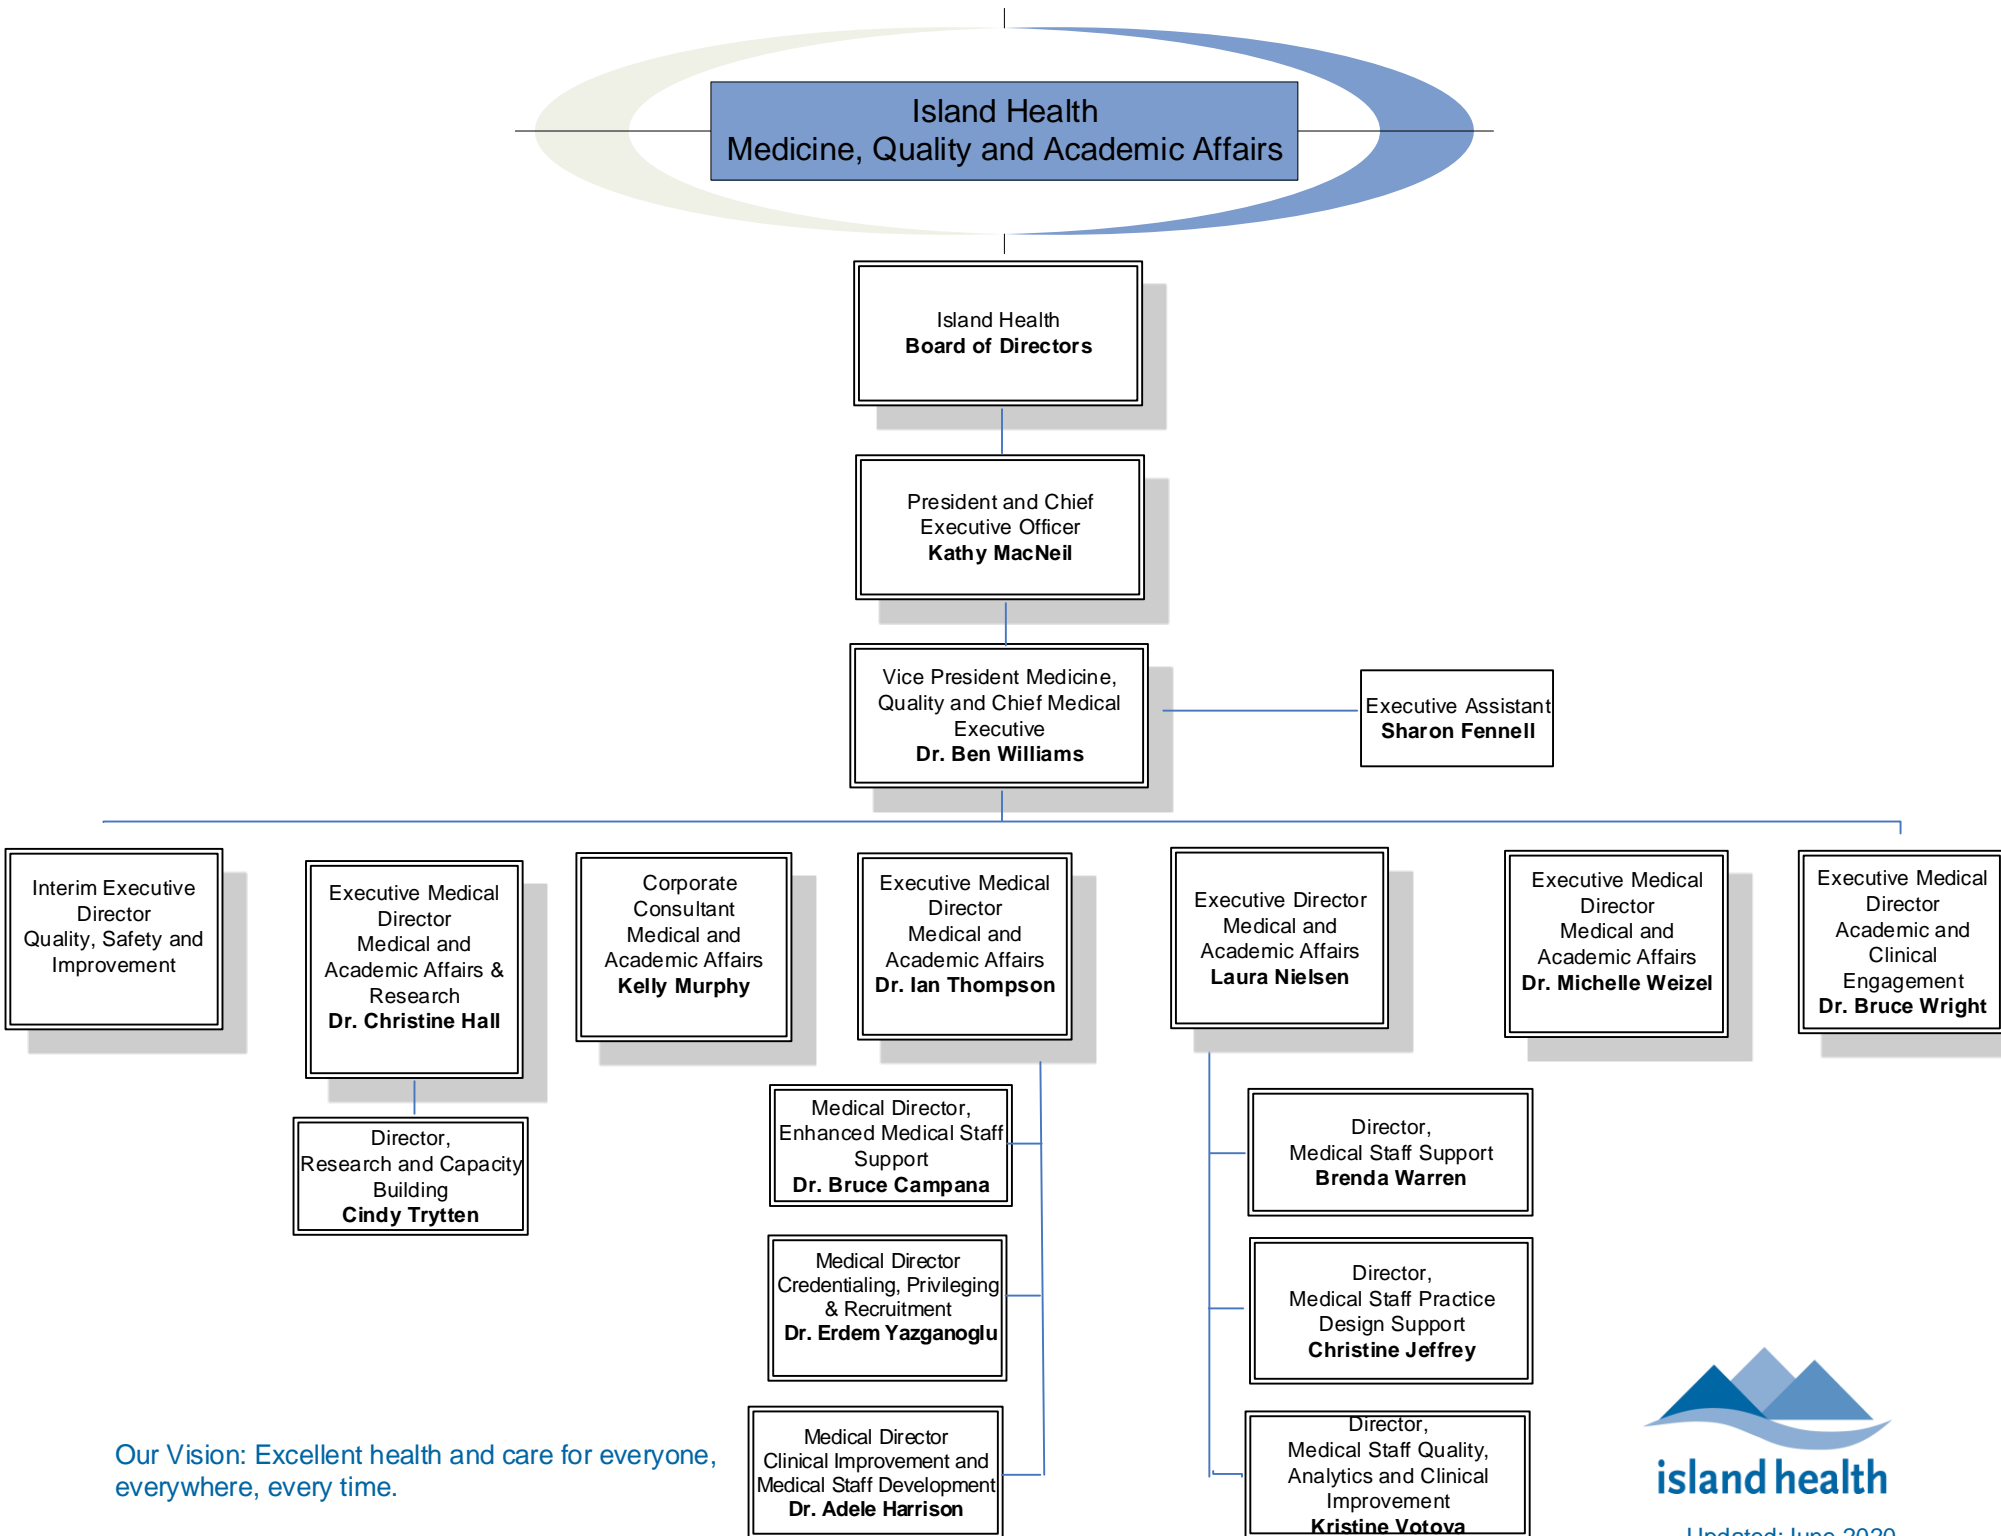 Island Health
Medicine, Quality and Academic Affairs
Island Health
Board of Directors
President and Chief
Executive Officer
Kathy MacNeil
Vice President Medicine,
Quality and Chief Medical
Executive
Dr. Ben Williams
Executive Assistant
Sharon Fennell
Interim Executive
Director
Quality, Safety and
Improvement
Executive Medical
Director
Medical and
Academic Affairs &
Research
Dr. Christine Hall
Corporate
Consultant
Medical and
Academic Affairs
Kelly Murphy
Executive Medical
Director
Medical and
Academic Affairs
Dr. Ian Thompson
Executive Director
Medical and
Academic Affairs
Laura Nielsen
Executive Medical
Director
Medical and
Academic Affairs
Dr. Michelle Weizel
Executive Medical
Director
Academic and
Clinical
Engagement
Dr. Bruce Wright
Director,
Research and Capacity
Building
Cindy Trytten
Medical Director,
Enhanced Medical Staff
Support
Dr. Bruce Campana
Medical Director
Credentialing, Privileging
& Recruitment
Dr. Erdem Yazganoglu
Medical Director
Clinical Improvement and
Medical Staff Development
Dr. Adele Harrison
Director,
Medical Staff Support
Brenda Warren
Director,
Medical Staff Practice
Design Support
Christine Jeffrey
Director,
Medical Staff Quality,
Analytics and Clinical
Improvement
Kristine Votova
Our Vision: Excellent health and care for everyone,
everywhere, every time.
island health
Updated: June 2020